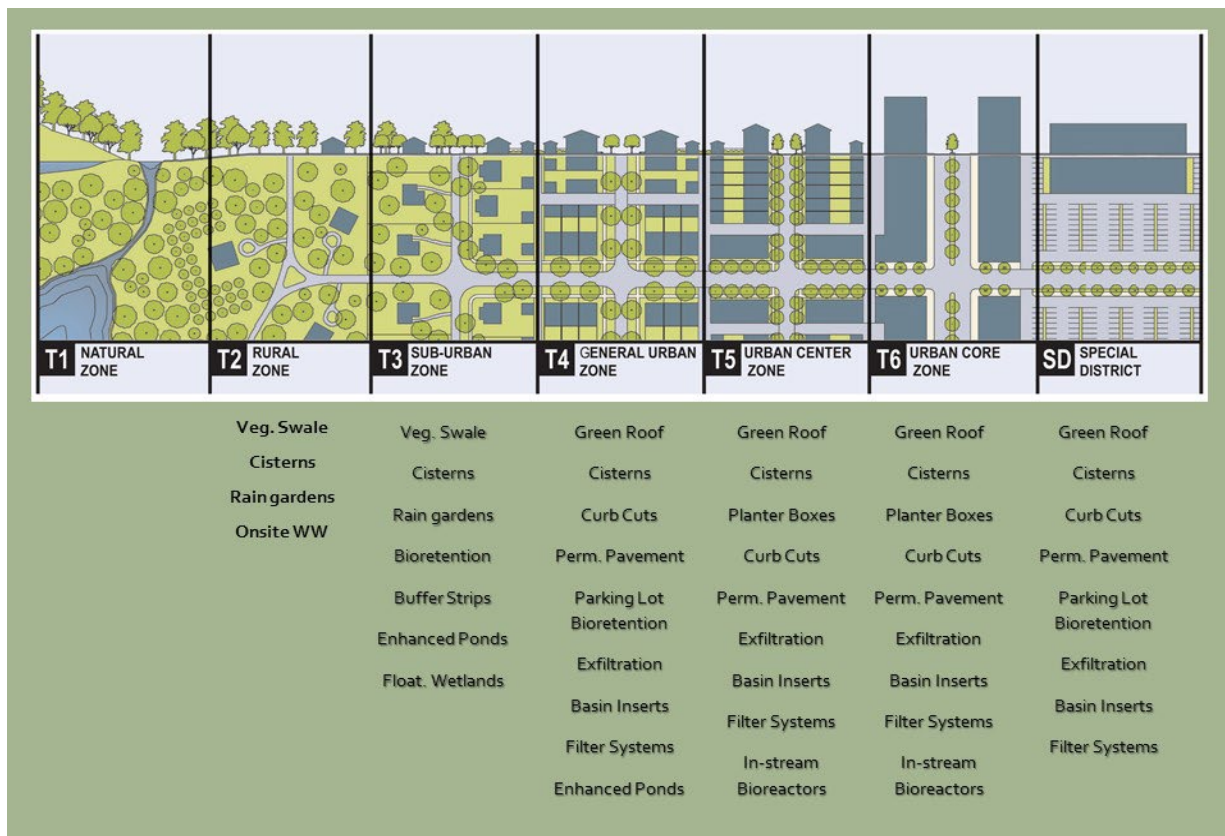 T1 NATURAL
ZONE
T2 RURAL
ZONE
T3 SUB-URBAN
ZONE
T4 GENERAL URBAN
ZONE
T5 URBAN CENTER
ZONE
T6 URBAN CORE
ZONE
SD SPECIAL
DISTRICT
Veg. Swale
Cisterns
Rain gardens
Onsite WW
Veg. Swale
Cisterns
Rain gardens
Bioretention
Buffer Strips
Enhanced Ponds
Float. Wetlands
Green Roof
Cisterns
Curb Cuts
Perm. Pavement
Parking Lot
Bioretention
Exfiltration
Basin Inserts
Filter Systems
Enhanced Ponds
Green Roof
Cisterns
Planter Boxes
Curb Cuts
Perm. Pavement
Exfiltration
Basin Inserts
Filter Systems
In-stream
Bioreactors
Green Roof
Cisterns
Planter Boxes
Curb Cuts
Perm. Pavement
Exfiltration
Basin Inserts
Filter Systems
In-stream
Bioreactors
Green Roof
Cisterns
Curb Cuts
Perm. Pavement
Parking Lot
Bioretention
Exfiltration
Basin Inserts
Filter Systems